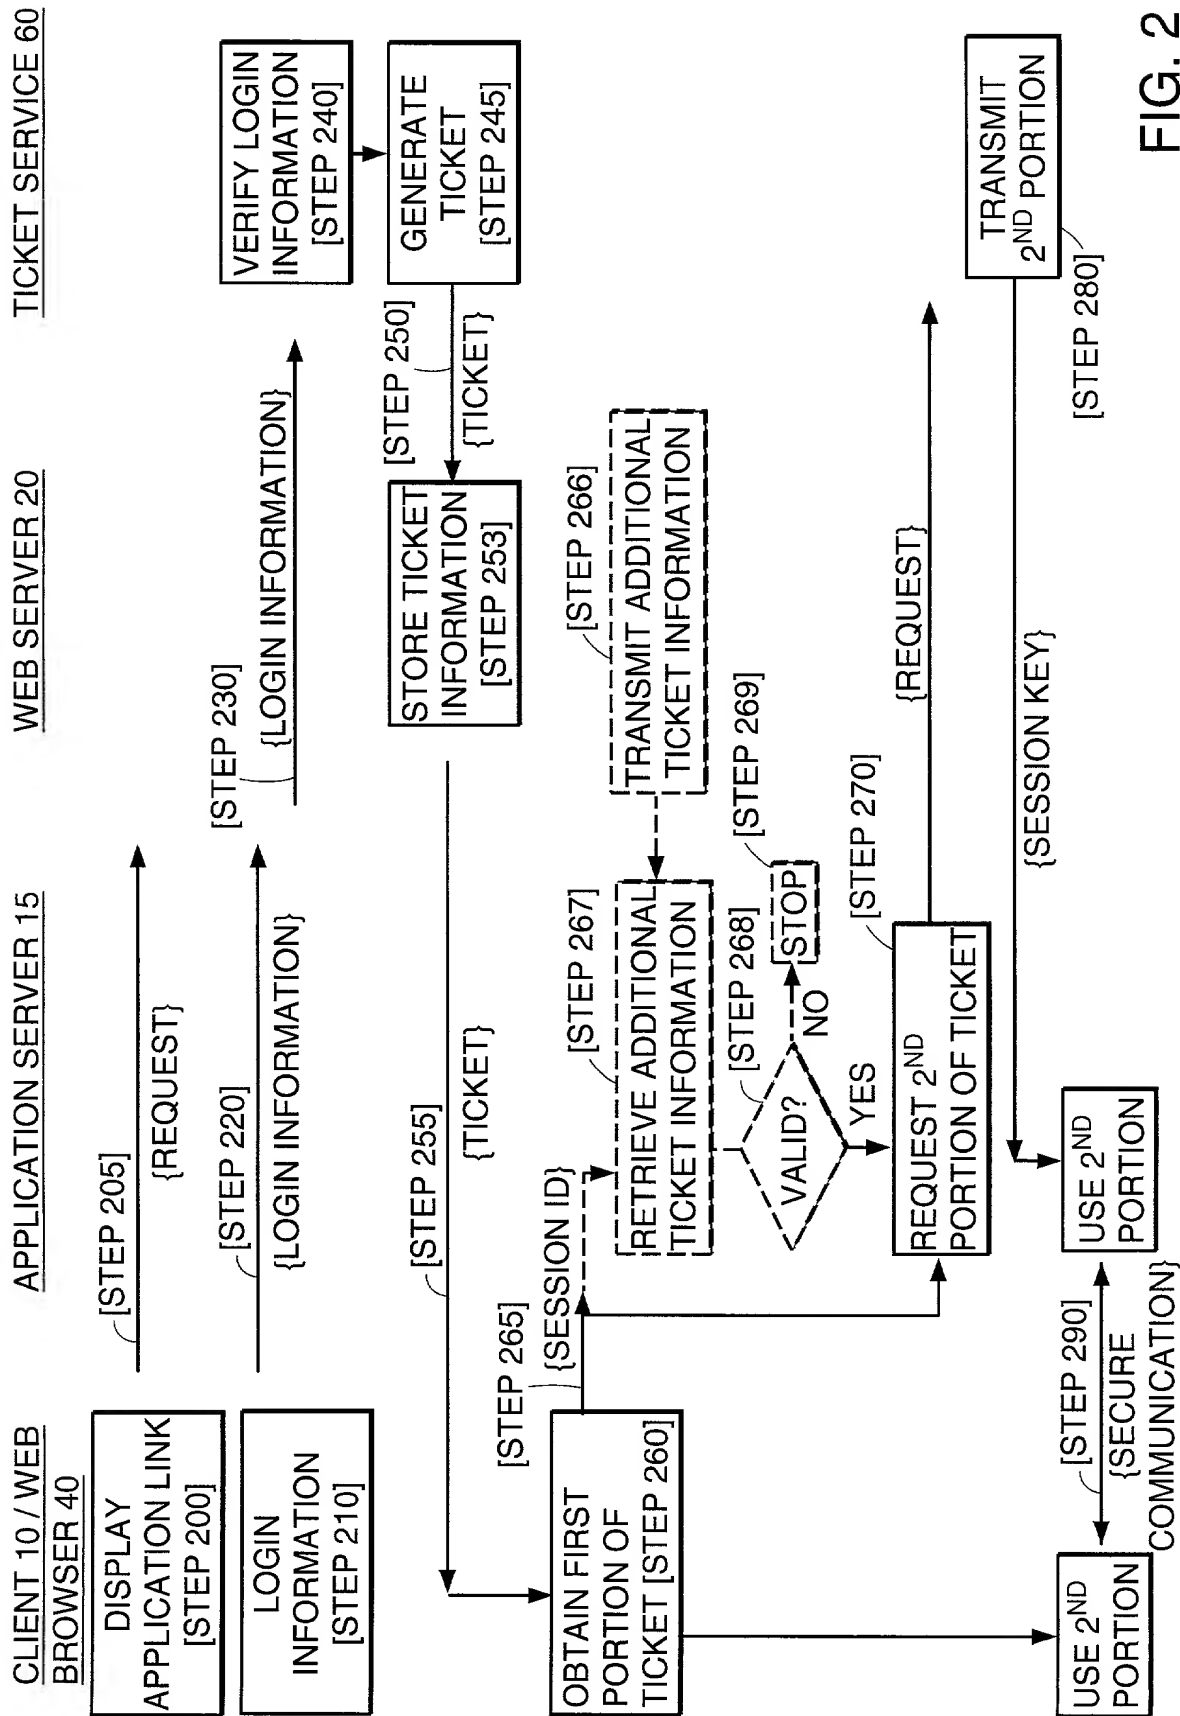 CLIENT 10 / WEB
BROWSER 40
APPLICATION SERVER 15
WEB SERVER 20
TICKET SERVICE 60
DISPLAY
APPLICATION LINK
[STEP 200]
[STEP 205]
{REQUEST}
LOGIN
INFORMATION
[STEP 210]
[STEP 220]
{LOGIN INFORMATION}
[STEP 230]
{LOGIN INFORMATION}
VERIFY LOGIN
INFORMATION
[STEP 240]
GENERATE
TICKET
[STEP 245]
[STEP 250]
{TICKET}
STORE TICKET
INFORMATION
[STEP 253]
[STEP 255]
{TICKET}
OBTAIN FIRST
PORTION OF
TICKET [STEP 260]
[STEP 265]
{SESSION ID}
[STEP 266]
TRANSMIT ADDITIONAL
TICKET INFORMATION
[STEP 267]
RETRIEVE ADDITIONAL
TICKET INFORMATION
[STEP 268]
VALID?
NO
[STEP 269]
STOP
YES
[STEP 270]
REQUEST 2ND
PORTION OF TICKET
{REQUEST}
TRANSMIT
2ND PORTION
[STEP 280]
{SESSION KEY}
USE 2ND
PORTION
[STEP 290]
{SECURE
COMMUNICATION}
USE 2ND
PORTION
FIG. 2